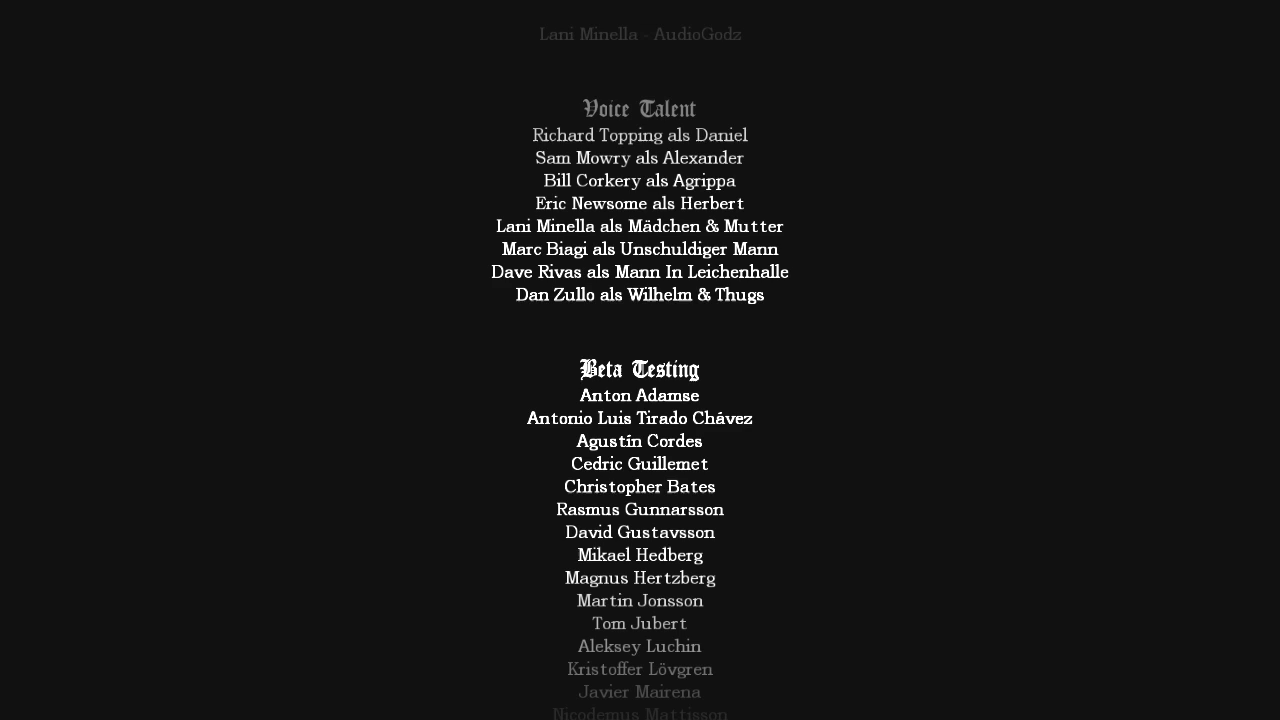 Lani Minella - AudioGodz
Voice Talent
Richard Topping als Daniel
Sam Mowry als Alexander
Bill Corkery als Agrippa
Eric Newsome als Herbert
Lani Minella als Mädchen & Mutter
Marc Biagi als Unschuldiger Mann
Dave Rivas als Mann In Leichenhalle
Dan Zullo als Wilhelm & Thugs
Beta Testing
Anton Adamse
Antonio Luis Tirado Chávez
Agustín Cordes
Cedric Guillemet
Christopher Bates
Rasmus Gunnarsson
David Gustavsson
Mikael Hedberg
Magnus Hertzberg
Martin Jonsson
Tom Jubert
Aleksey Luchin
Kristoffer Lövgren
Javier Mairena
Nicodemus Mattisson